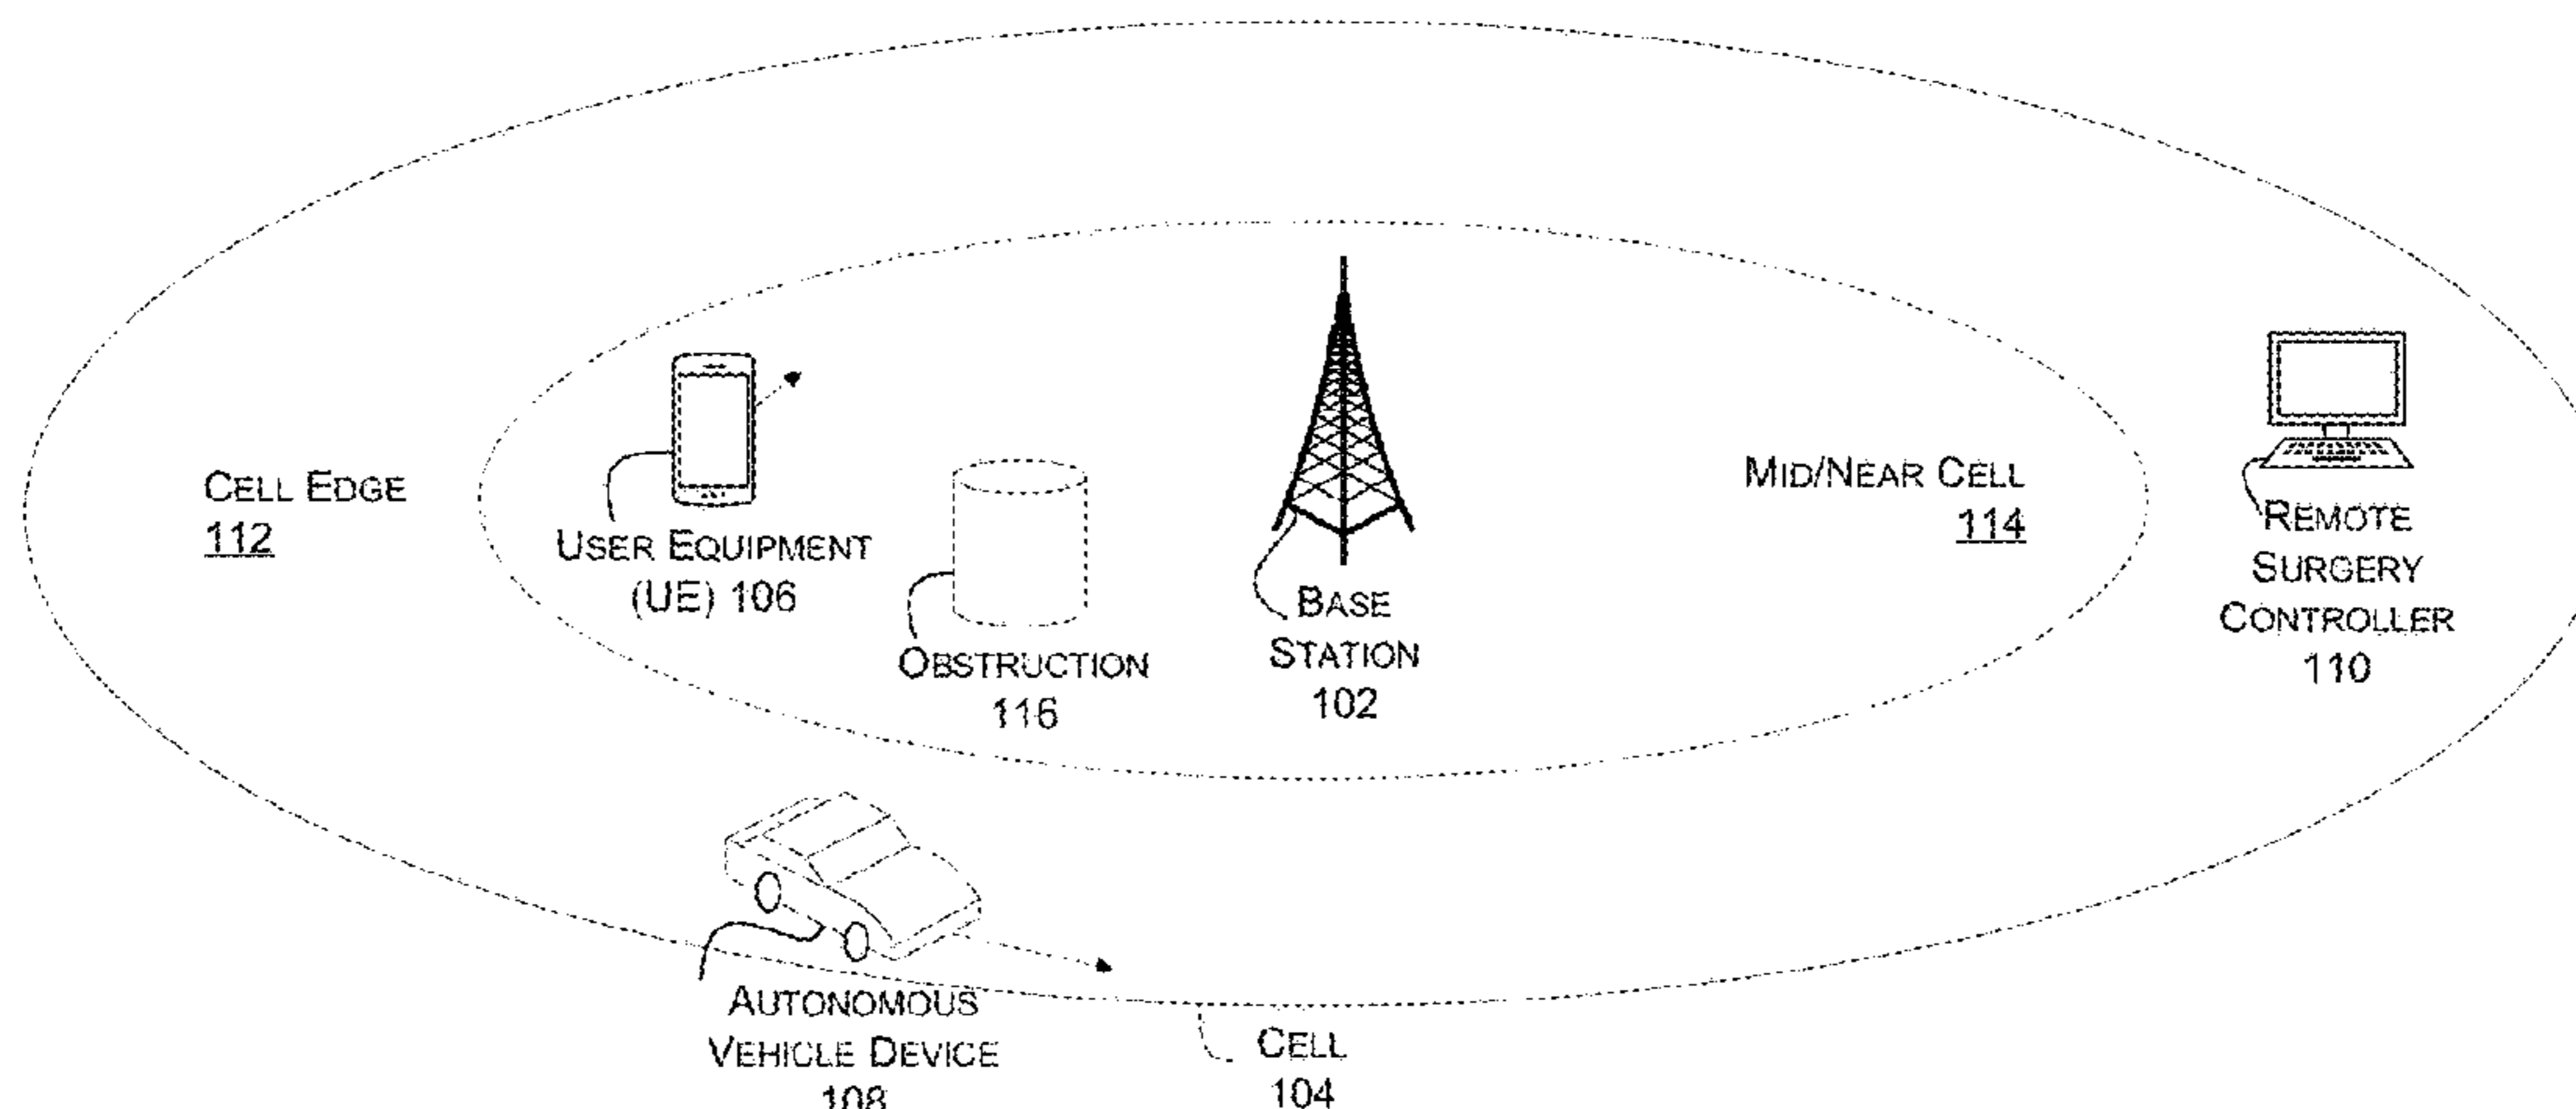 CELL EDGE
112
USER EQUIPMENT
(UE) 106
OBSTRUCTION
116
BASE
STATION
102
MID/NEAR CELL
114
REMOTE
SURGERY
CONTROLLER
110
AUTONOMOUS
VEHICLE DEVICE
108
CELL
104